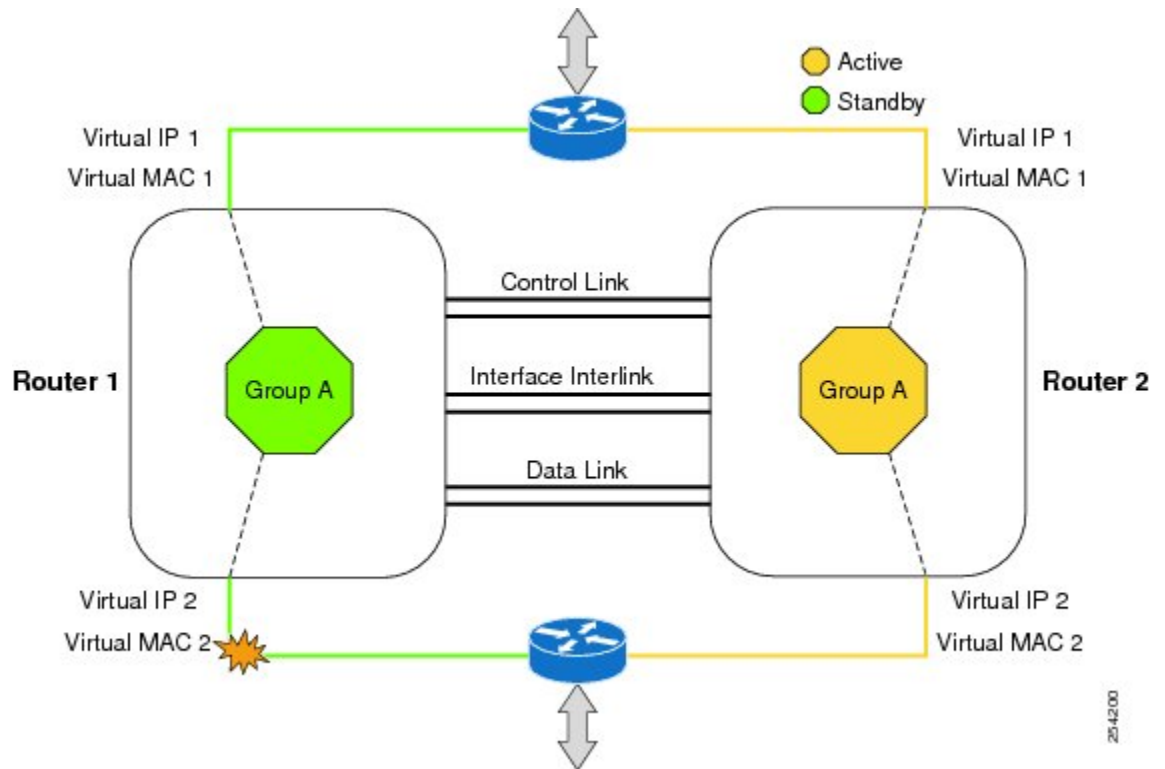 Active
Standby
Virtual IP 1
Virtual MAC 1
Virtual IP 1
Virtual MAC 1
Control Link
Interface Interlink
Data Link
Router 1
Group A
Group A
Router 2
Virtual IP 2
Virtual MAC 2
Virtual IP 2
Virtual MAC 2
254200